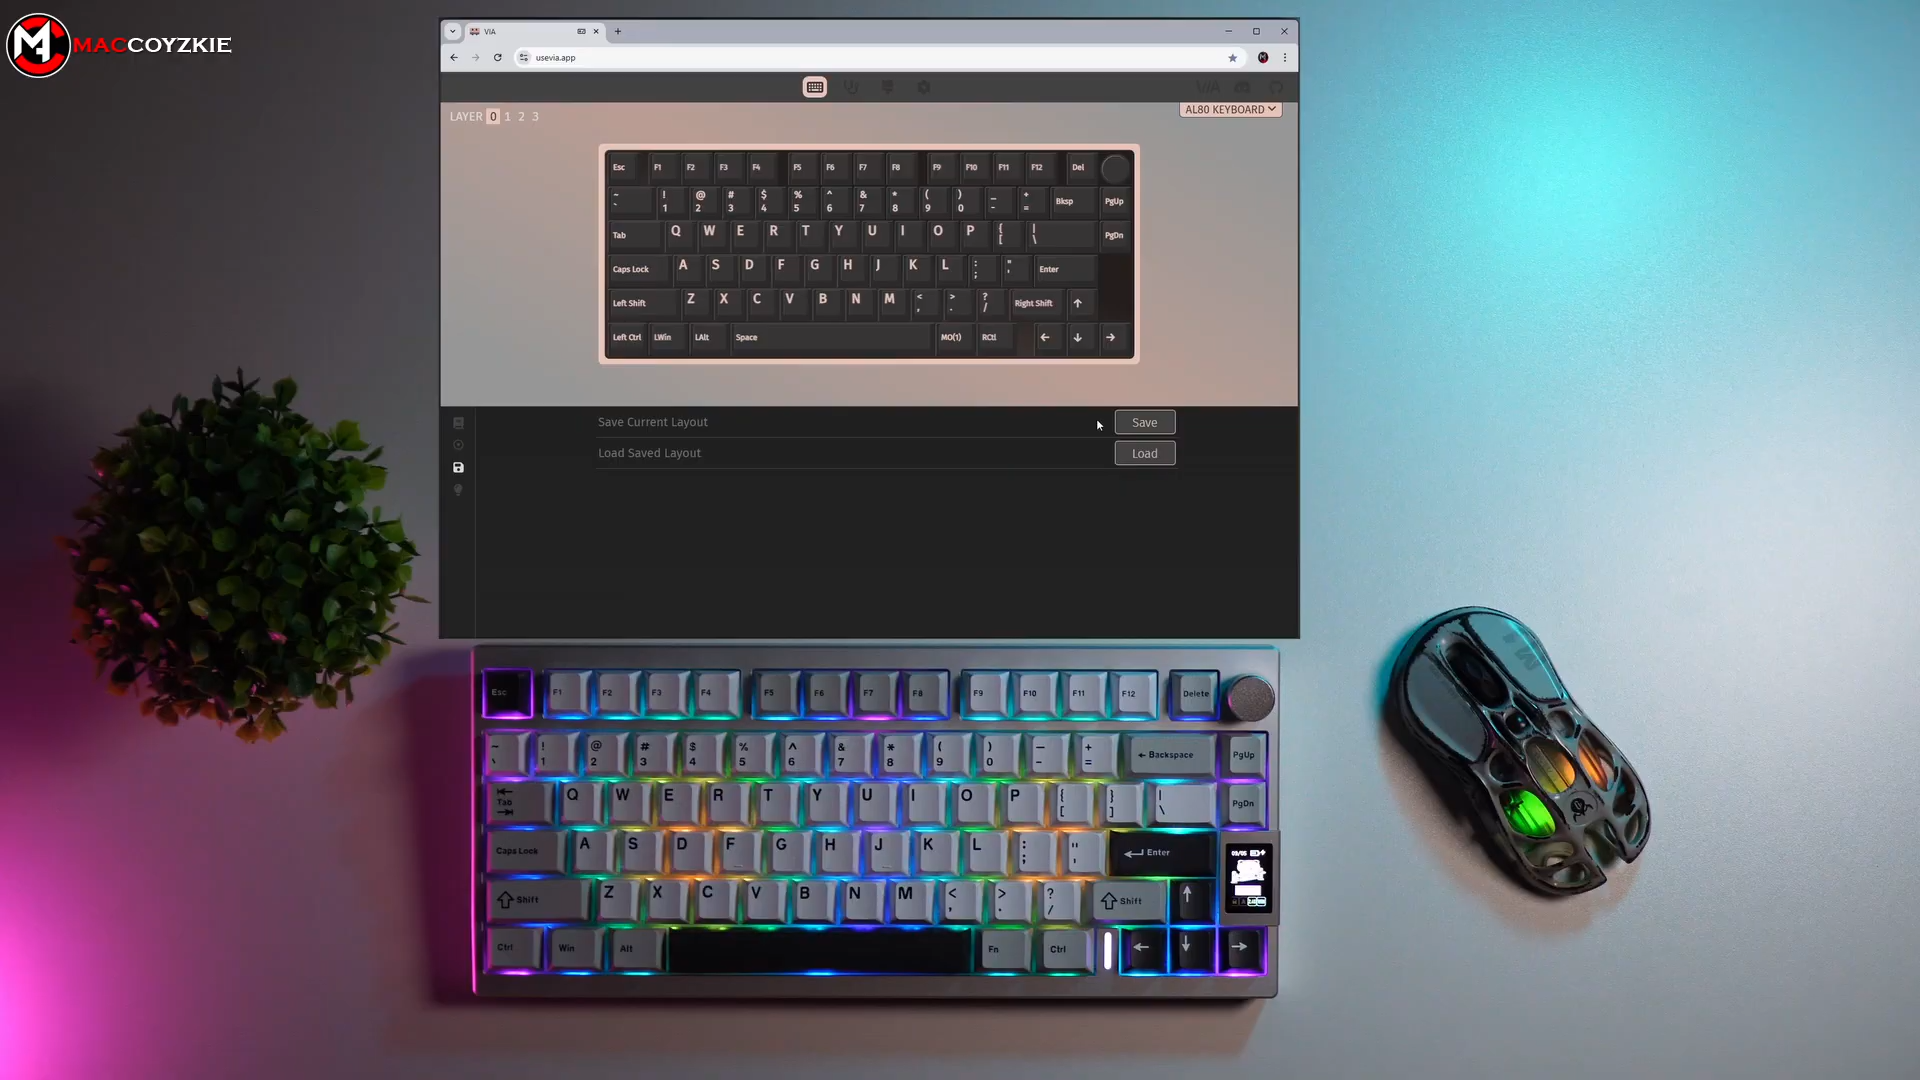 MACCOYZKIE
VIA
usevia.app
VIA
LAYER 0 1 2 3
AL80 KEYBOARD
Esc F1 F2 F3 F4 F5 F6 F7 F8 F9 F10 F11 F12 Del
~ ! @ # $ % ^ & * ( ) _ +
` 1 2 3 4 5 6 7 8 9 0 - = Bksp PgUp
Tab Q W E R T Y U I O P { | PgDn
[ \
Caps Lock A S D F G H J K L : " Enter
; '
Left Shift Z X C V B N M < > ? Right Shift ↑
, . /
Left Ctrl LWin LAlt Space MO(1) RCtl ← ↓ →
Save Current Layout Save
Load Saved Layout Load
Esc F1 F2 F3 F4 F5 F6 F7 F8 F9 F10 F11 F12 Delete
~ ! @ # $ % ^ & * ( ) — +
\ 1 2 3 4 5 6 7 8 9 0 - = ← Backspace PgUp
Tab Q W E R T Y U I O P { } | PgDn
[ ] \
Caps Lock A S D F G H J K L : " ↵ Enter
; '
Shift Z X C V B N M < > ? Shift ↑
, . /
Ctrl Win Alt Fn Ctrl ← ↓ →